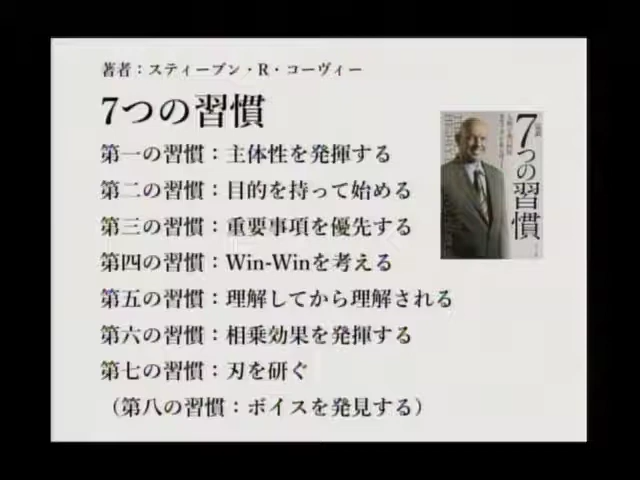 著者：スティーブン・R・コーヴィー
7つの習慣
第一の習慣：主体性を発揮する
第二の習慣：目的を持って始める
第三の習慣：重要事項を優先する
第四の習慣：Win-Winを考える
第五の習慣：理解してから理解される
第六の習慣：相乗効果を発揮する
第七の習慣：刃を研ぐ
（第八の習慣：ボイスを発見する）
7つの習慣